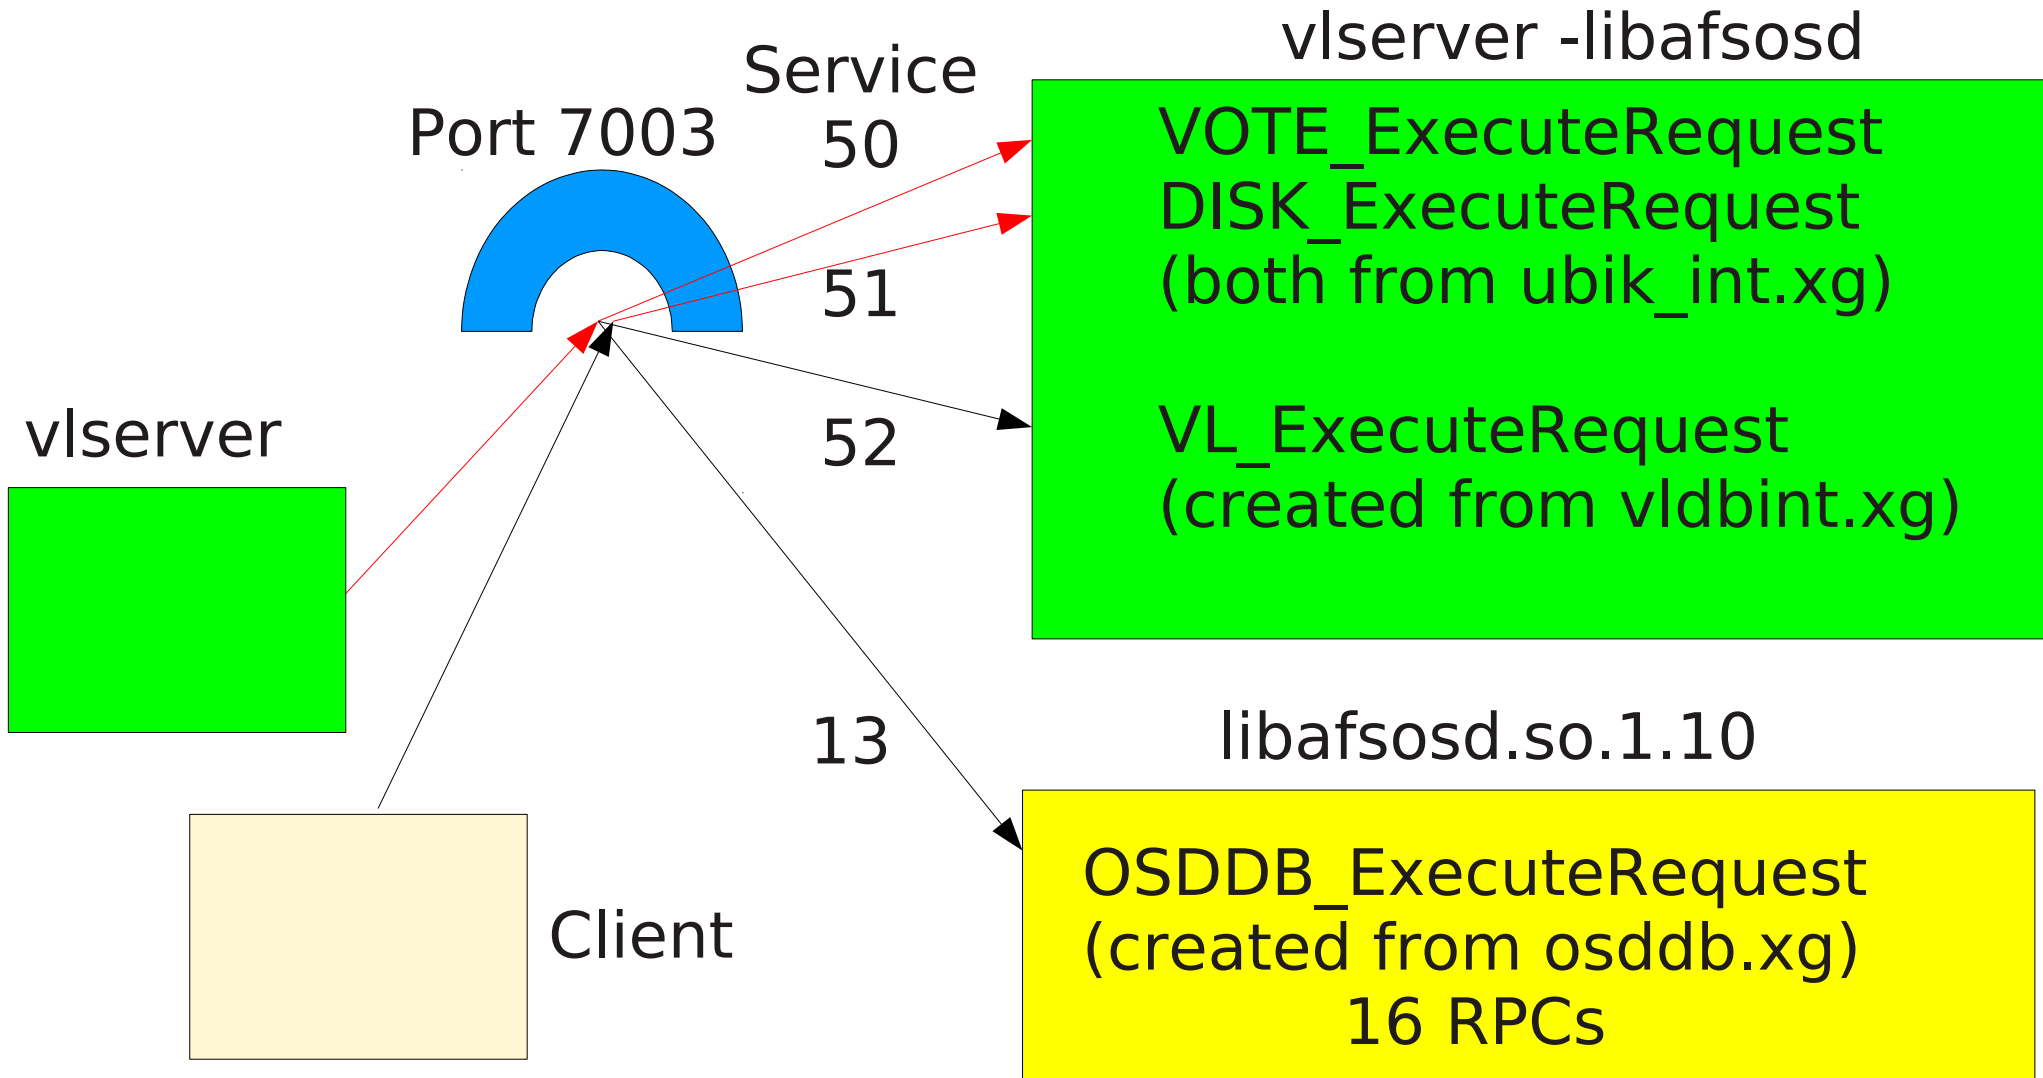 vlserver -libafsosd
Service
Port 7003
50
VOTE_ExecuteRequest
DISK_ExecuteRequest
(both from ubik_int.xg)
51
vlserver
52
VL_ExecuteRequest
(created from vldbint.xg)
13
libafsosd.so.1.10
OSDDB_ExecuteRequest
(created from osddb.xg)
16 RPCs
Client